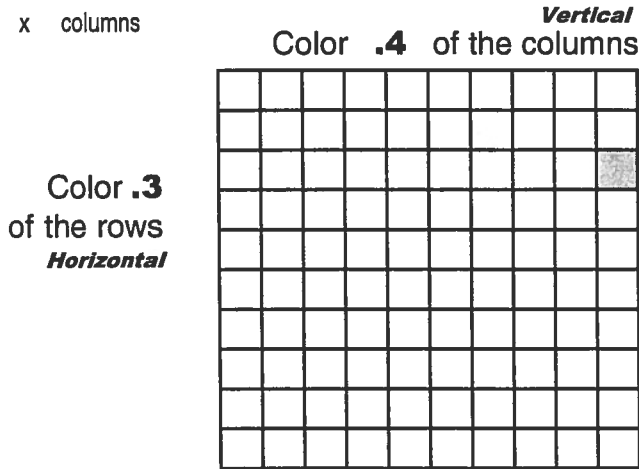 x columns
Vertical
Color .4 of the columns
Color .3
of the rows
Horizontal